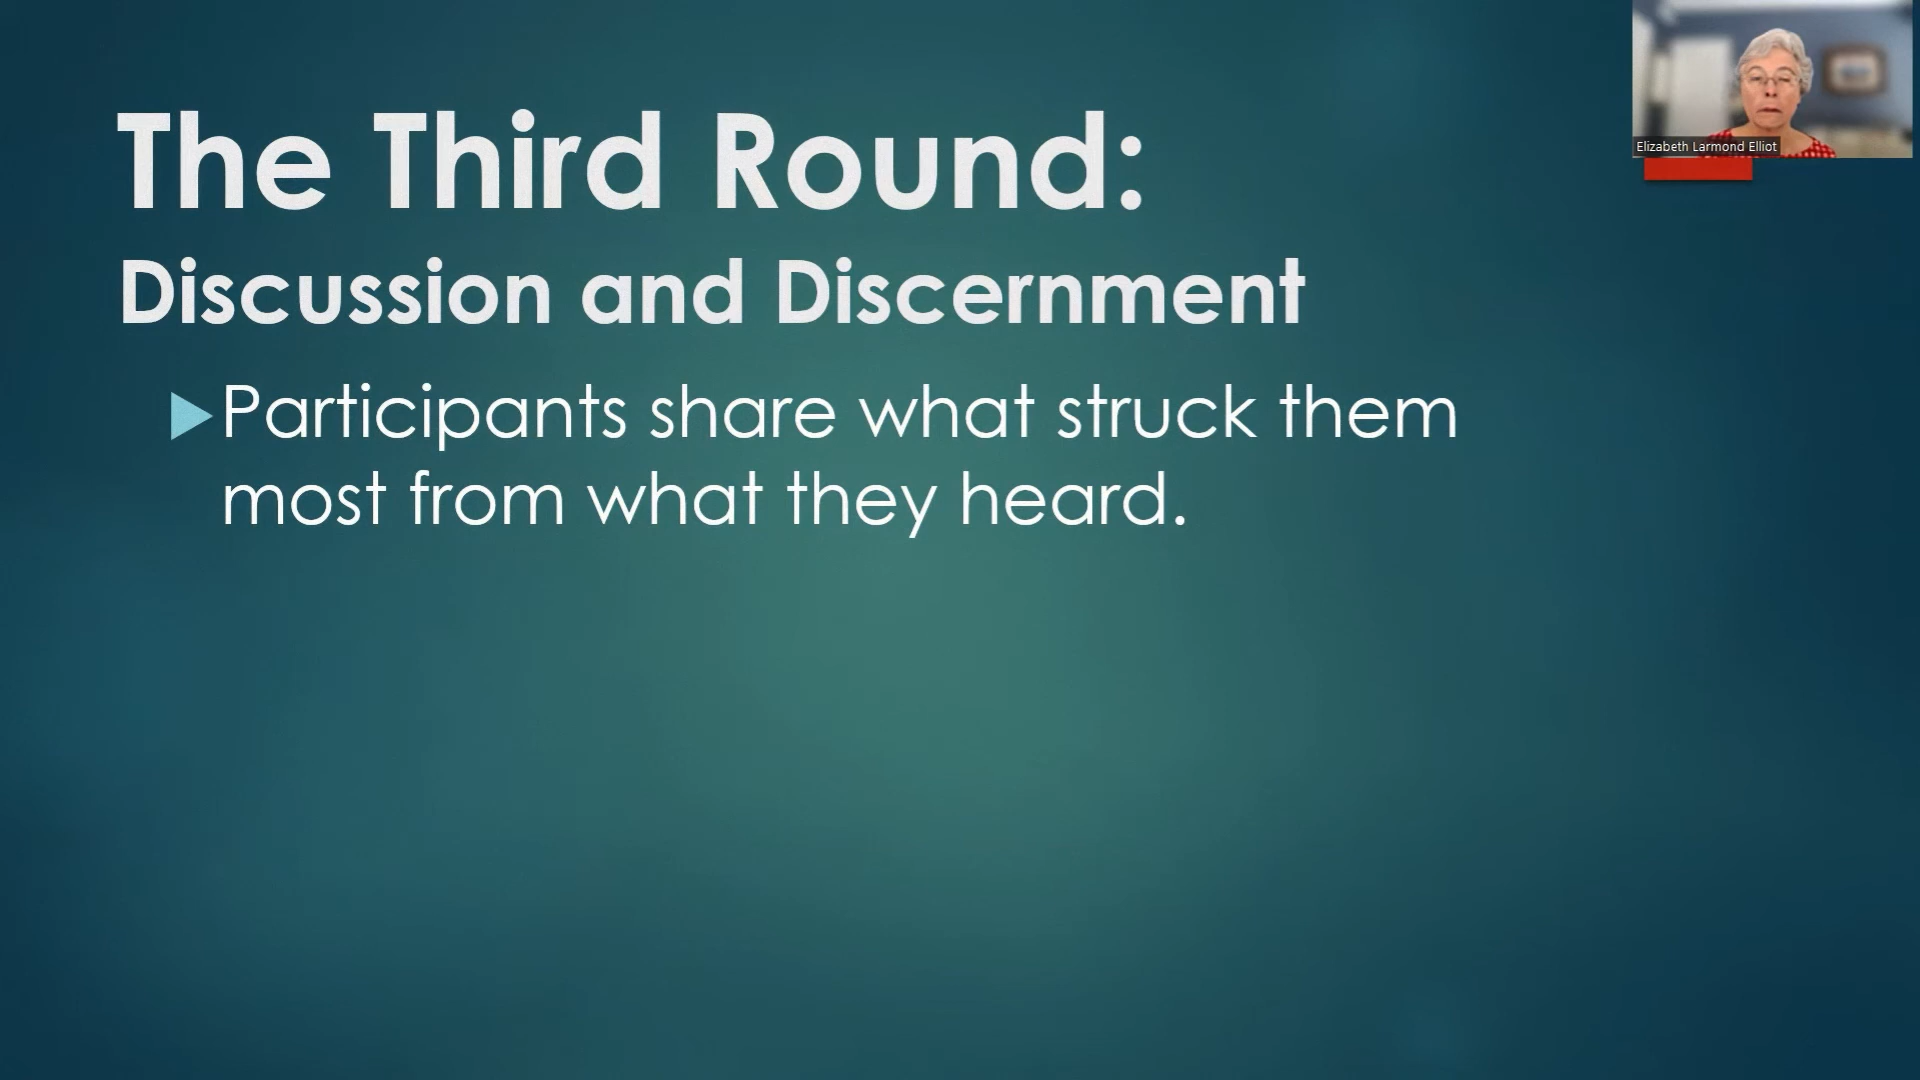 The Third Round:
Discussion and Discernment
Participants share what struck them
most from what they heard.
Elizabeth Larmond Elliot